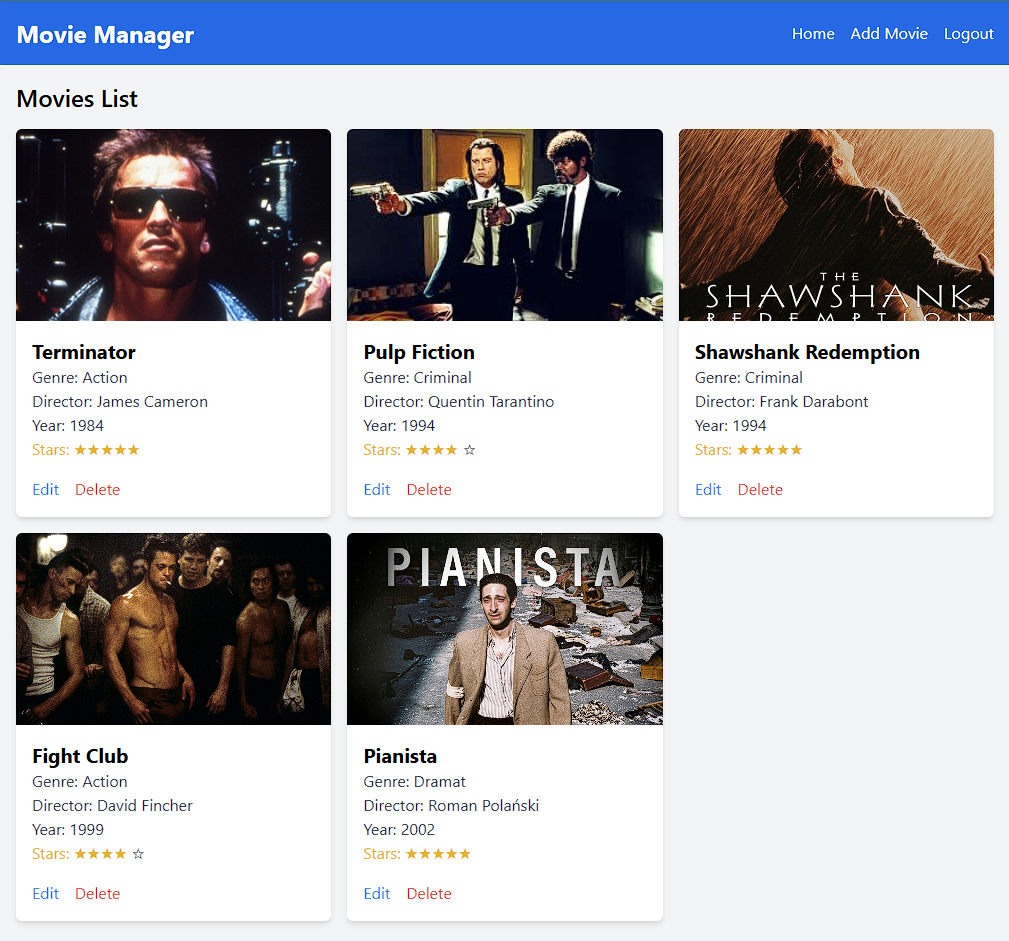 Movie Manager
Home Add Movie Logout
Movies List
THE
SHAWSHANK
REDEMPTION
Terminator
Genre: Action
Director: James Cameron
Year: 1984
Stars: ★★★★★
Edit Delete
Pulp Fiction
Genre: Criminal
Director: Quentin Tarantino
Year: 1994
Stars: ★★★★ ☆
Edit Delete
Shawshank Redemption
Genre: Criminal
Director: Frank Darabont
Year: 1994
Stars: ★★★★★
Edit Delete
PIANISTA
Fight Club
Genre: Action
Director: David Fincher
Year: 1999
Stars: ★★★★ ☆
Edit Delete
Pianista
Genre: Dramat
Director: Roman Polański
Year: 2002
Stars: ★★★★★
Edit Delete